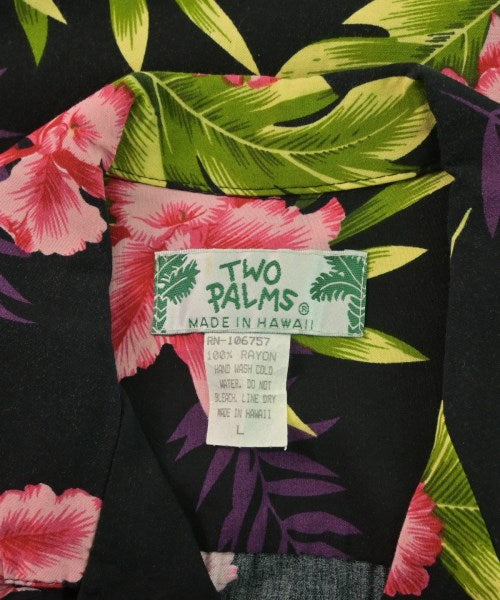 TWO
PALMS®
MADE IN HAWAII
RN-106757
100% RAYON
HAND WASH COLD
WATER. DO NOT
BLEACH. LINE DRY
MADE IN HAWAII
L